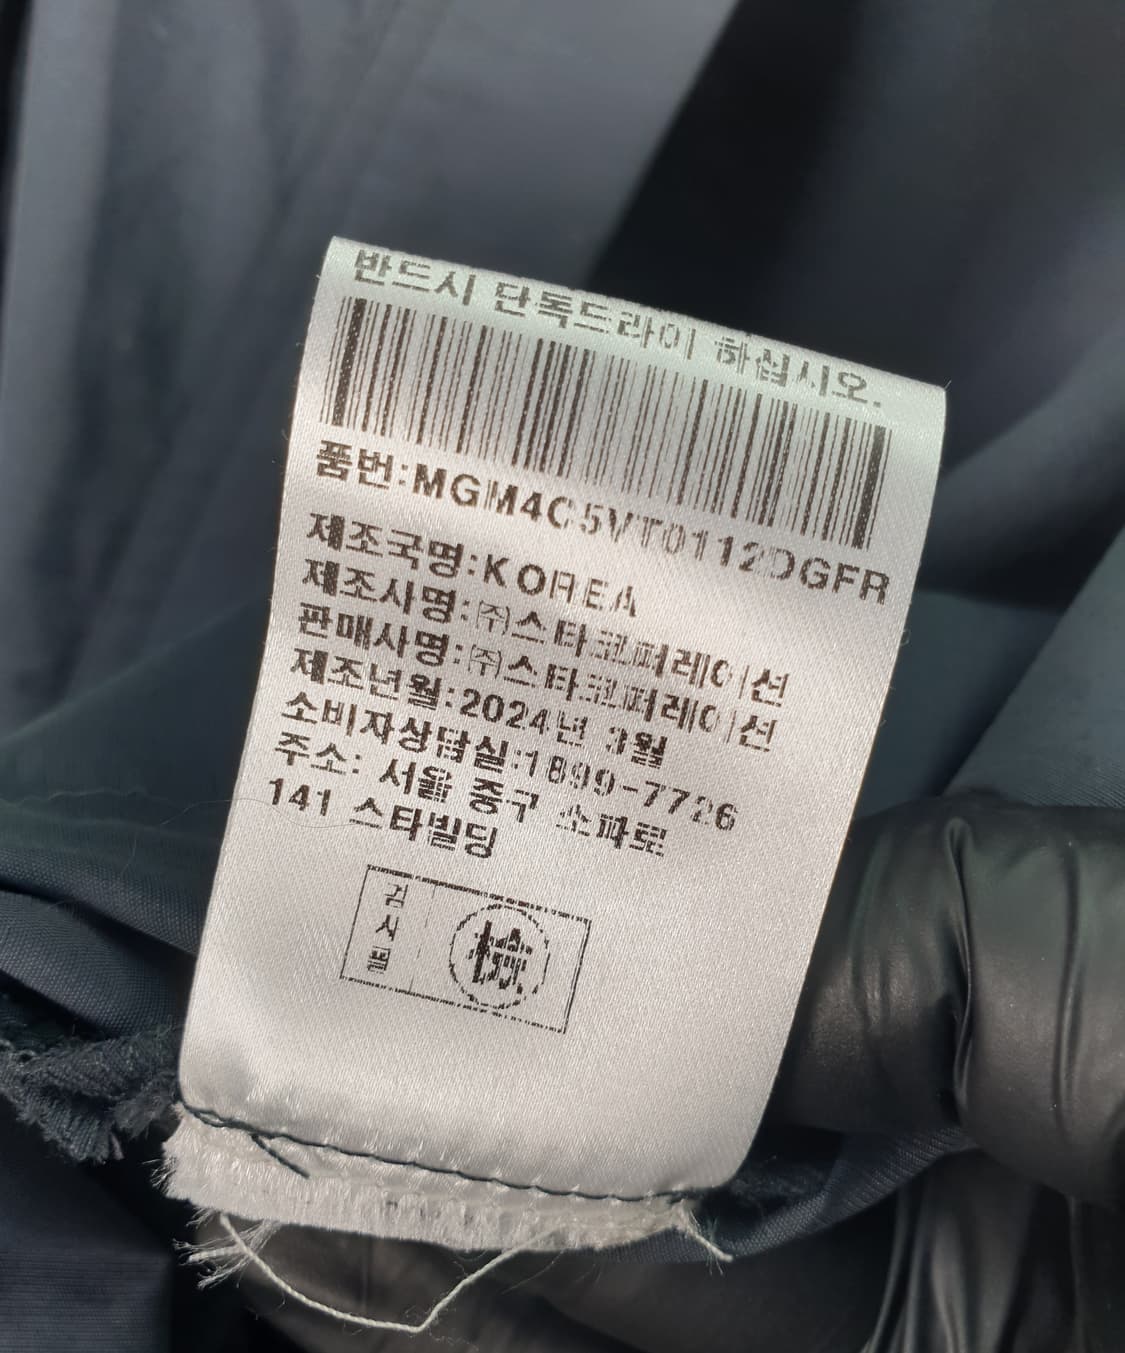 반드시 단독드라이 하십시오.
품번:MGM4C5VT0112DGFR
제조국명:KOREA
제조사명:㈜스타코퍼레이션
판매사명:㈜스타코퍼레이션
제조년월:2024년 3월
소비자상담실:1899-7726
주소: 서울 중구 소파로
141 스타빌딩
검사필
檢